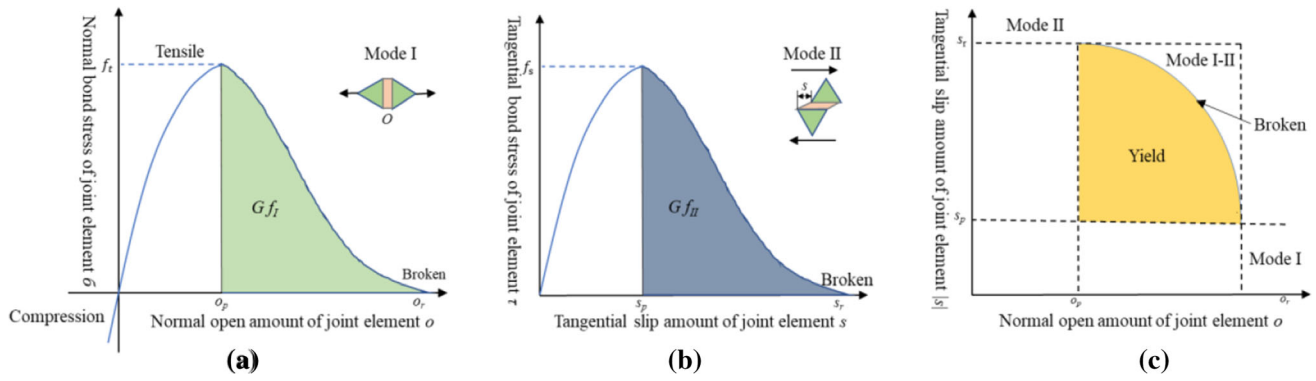 Normal bond stress of joint element σ
Tensile
f_t
Mode I
O
Gf_I
Broken
o_p
o_r
Compression
Normal open amount of joint element o
(a)
Tangential bond stress of joint element τ
f_s
Mode II
s
Gf_II
Broken
s_p
s_r
Tangential slip amount of joint element s
(b)
Tangential slip amount of joint element |s|
s_r
Mode II
Mode I-II
Broken
Yield
s_p
Mode I
o_p
o_r
Normal open amount of joint element o
(c)